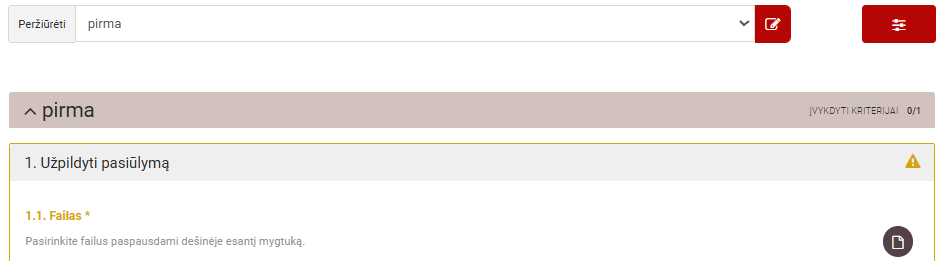 Peržiūrėti pirma
pirma ĮVYKDYTI KRITERIJAI 0/1
1. Užpildyti pasiūlymą
1.1. Failas *
Pasirinkite failus paspausdami dešinėje esantį mygtuką.